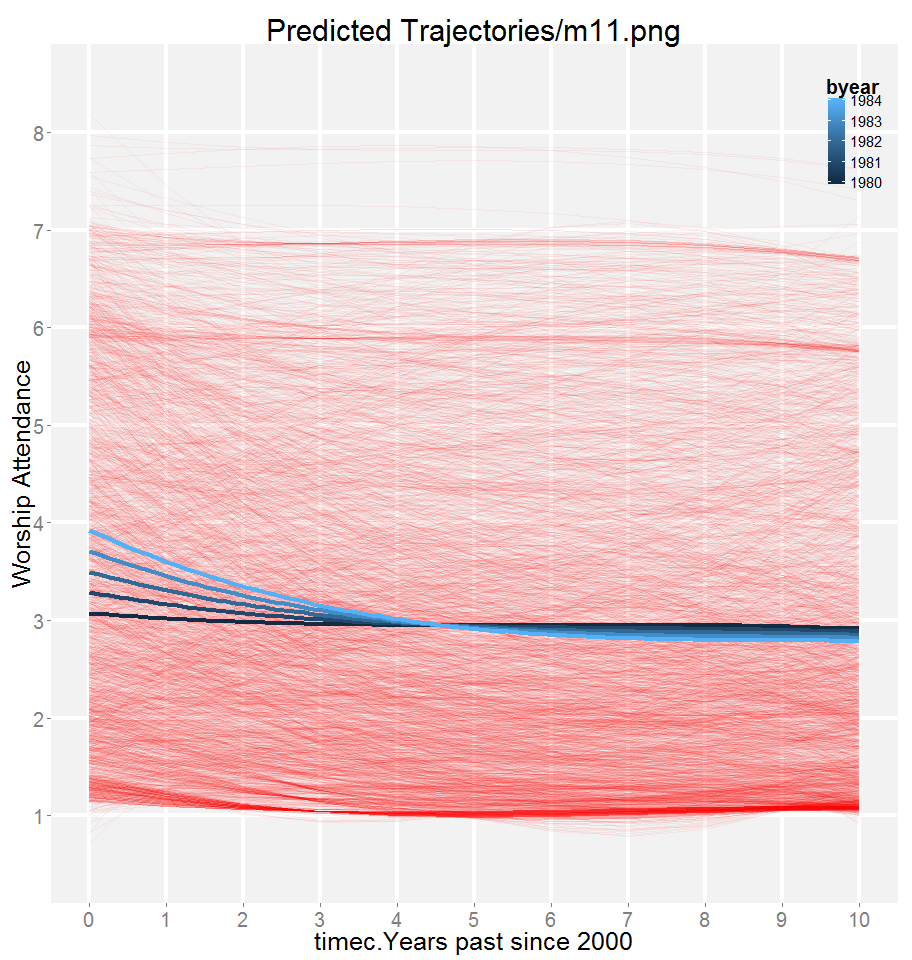 Predicted Trajectories/m11.png
byear
1984
1983
1982
1981
1980
Worship Attendance
8
7
6
5
4
3
2
1
0 1 2 3 4 5 6 7 8 9 10
timec.Years past since 2000